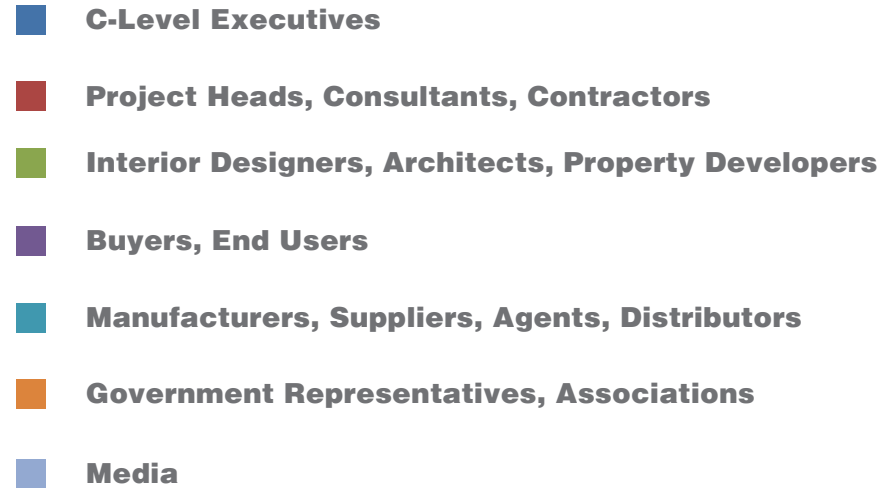 C-Level Executives
Project Heads, Consultants, Contractors
Interior Designers, Architects, Property Developers
Buyers, End Users
Manufacturers, Suppliers, Agents, Distributors
Government Representatives, Associations
Media